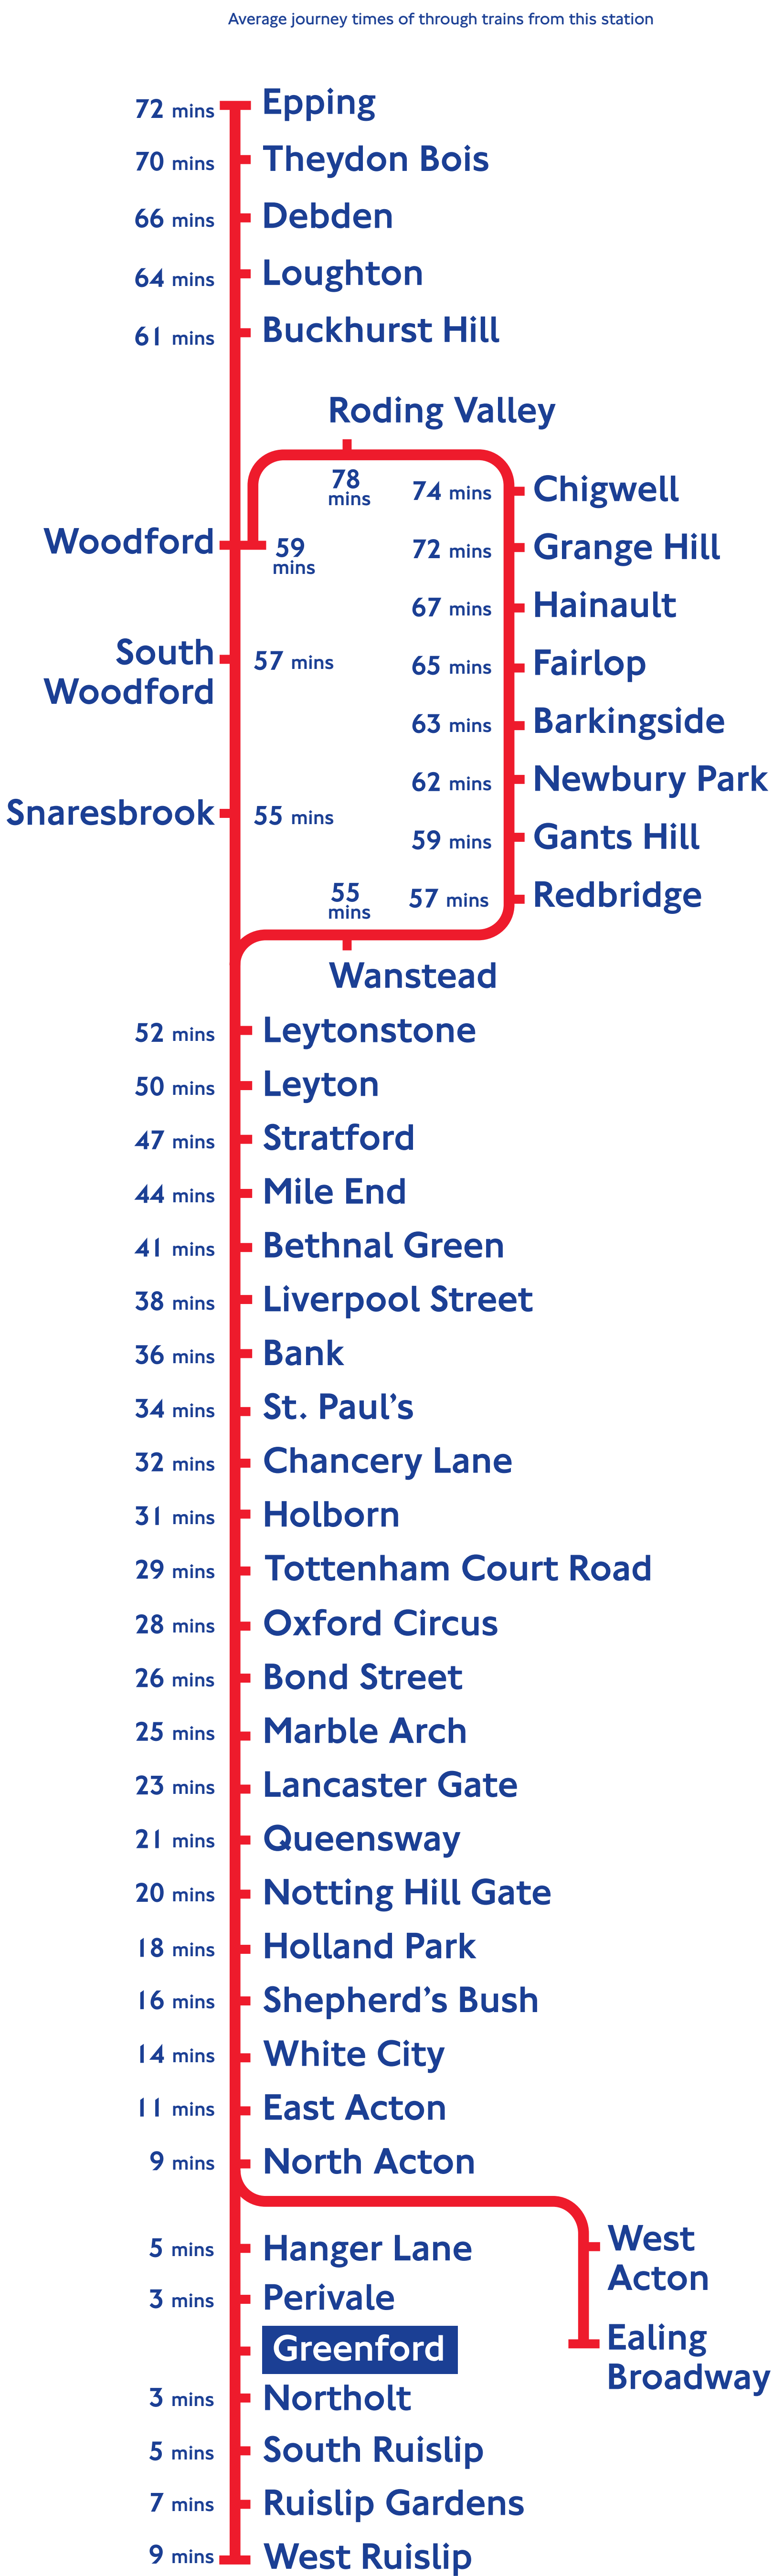 Average journey times of through trains from this station
72 mins Epping
70 mins Theydon Bois
66 mins Debden
64 mins Loughton
61 mins Buckhurst Hill
Roding Valley
78
mins
74 mins Chigwell
Woodford
59
mins
72 mins Grange Hill
67 mins Hainault
South
Woodford
57 mins
65 mins Fairlop
63 mins Barkingside
62 mins Newbury Park
Snaresbrook 55 mins
59 mins Gants Hill
57 mins Redbridge
55
mins
Wanstead
52 mins Leytonstone
50 mins Leyton
47 mins Stratford
44 mins Mile End
41 mins Bethnal Green
38 mins Liverpool Street
36 mins Bank
34 mins St. Paul's
32 mins Chancery Lane
31 mins Holborn
29 mins Tottenham Court Road
28 mins Oxford Circus
26 mins Bond Street
25 mins Marble Arch
23 mins Lancaster Gate
21 mins Queensway
20 mins Notting Hill Gate
18 mins Holland Park
16 mins Shepherd's Bush
14 mins White City
11 mins East Acton
9 mins North Acton
West
Acton
Ealing
Broadway
5 mins Hanger Lane
3 mins Perivale
Greenford
3 mins Northolt
5 mins South Ruislip
7 mins Ruislip Gardens
9 mins West Ruislip